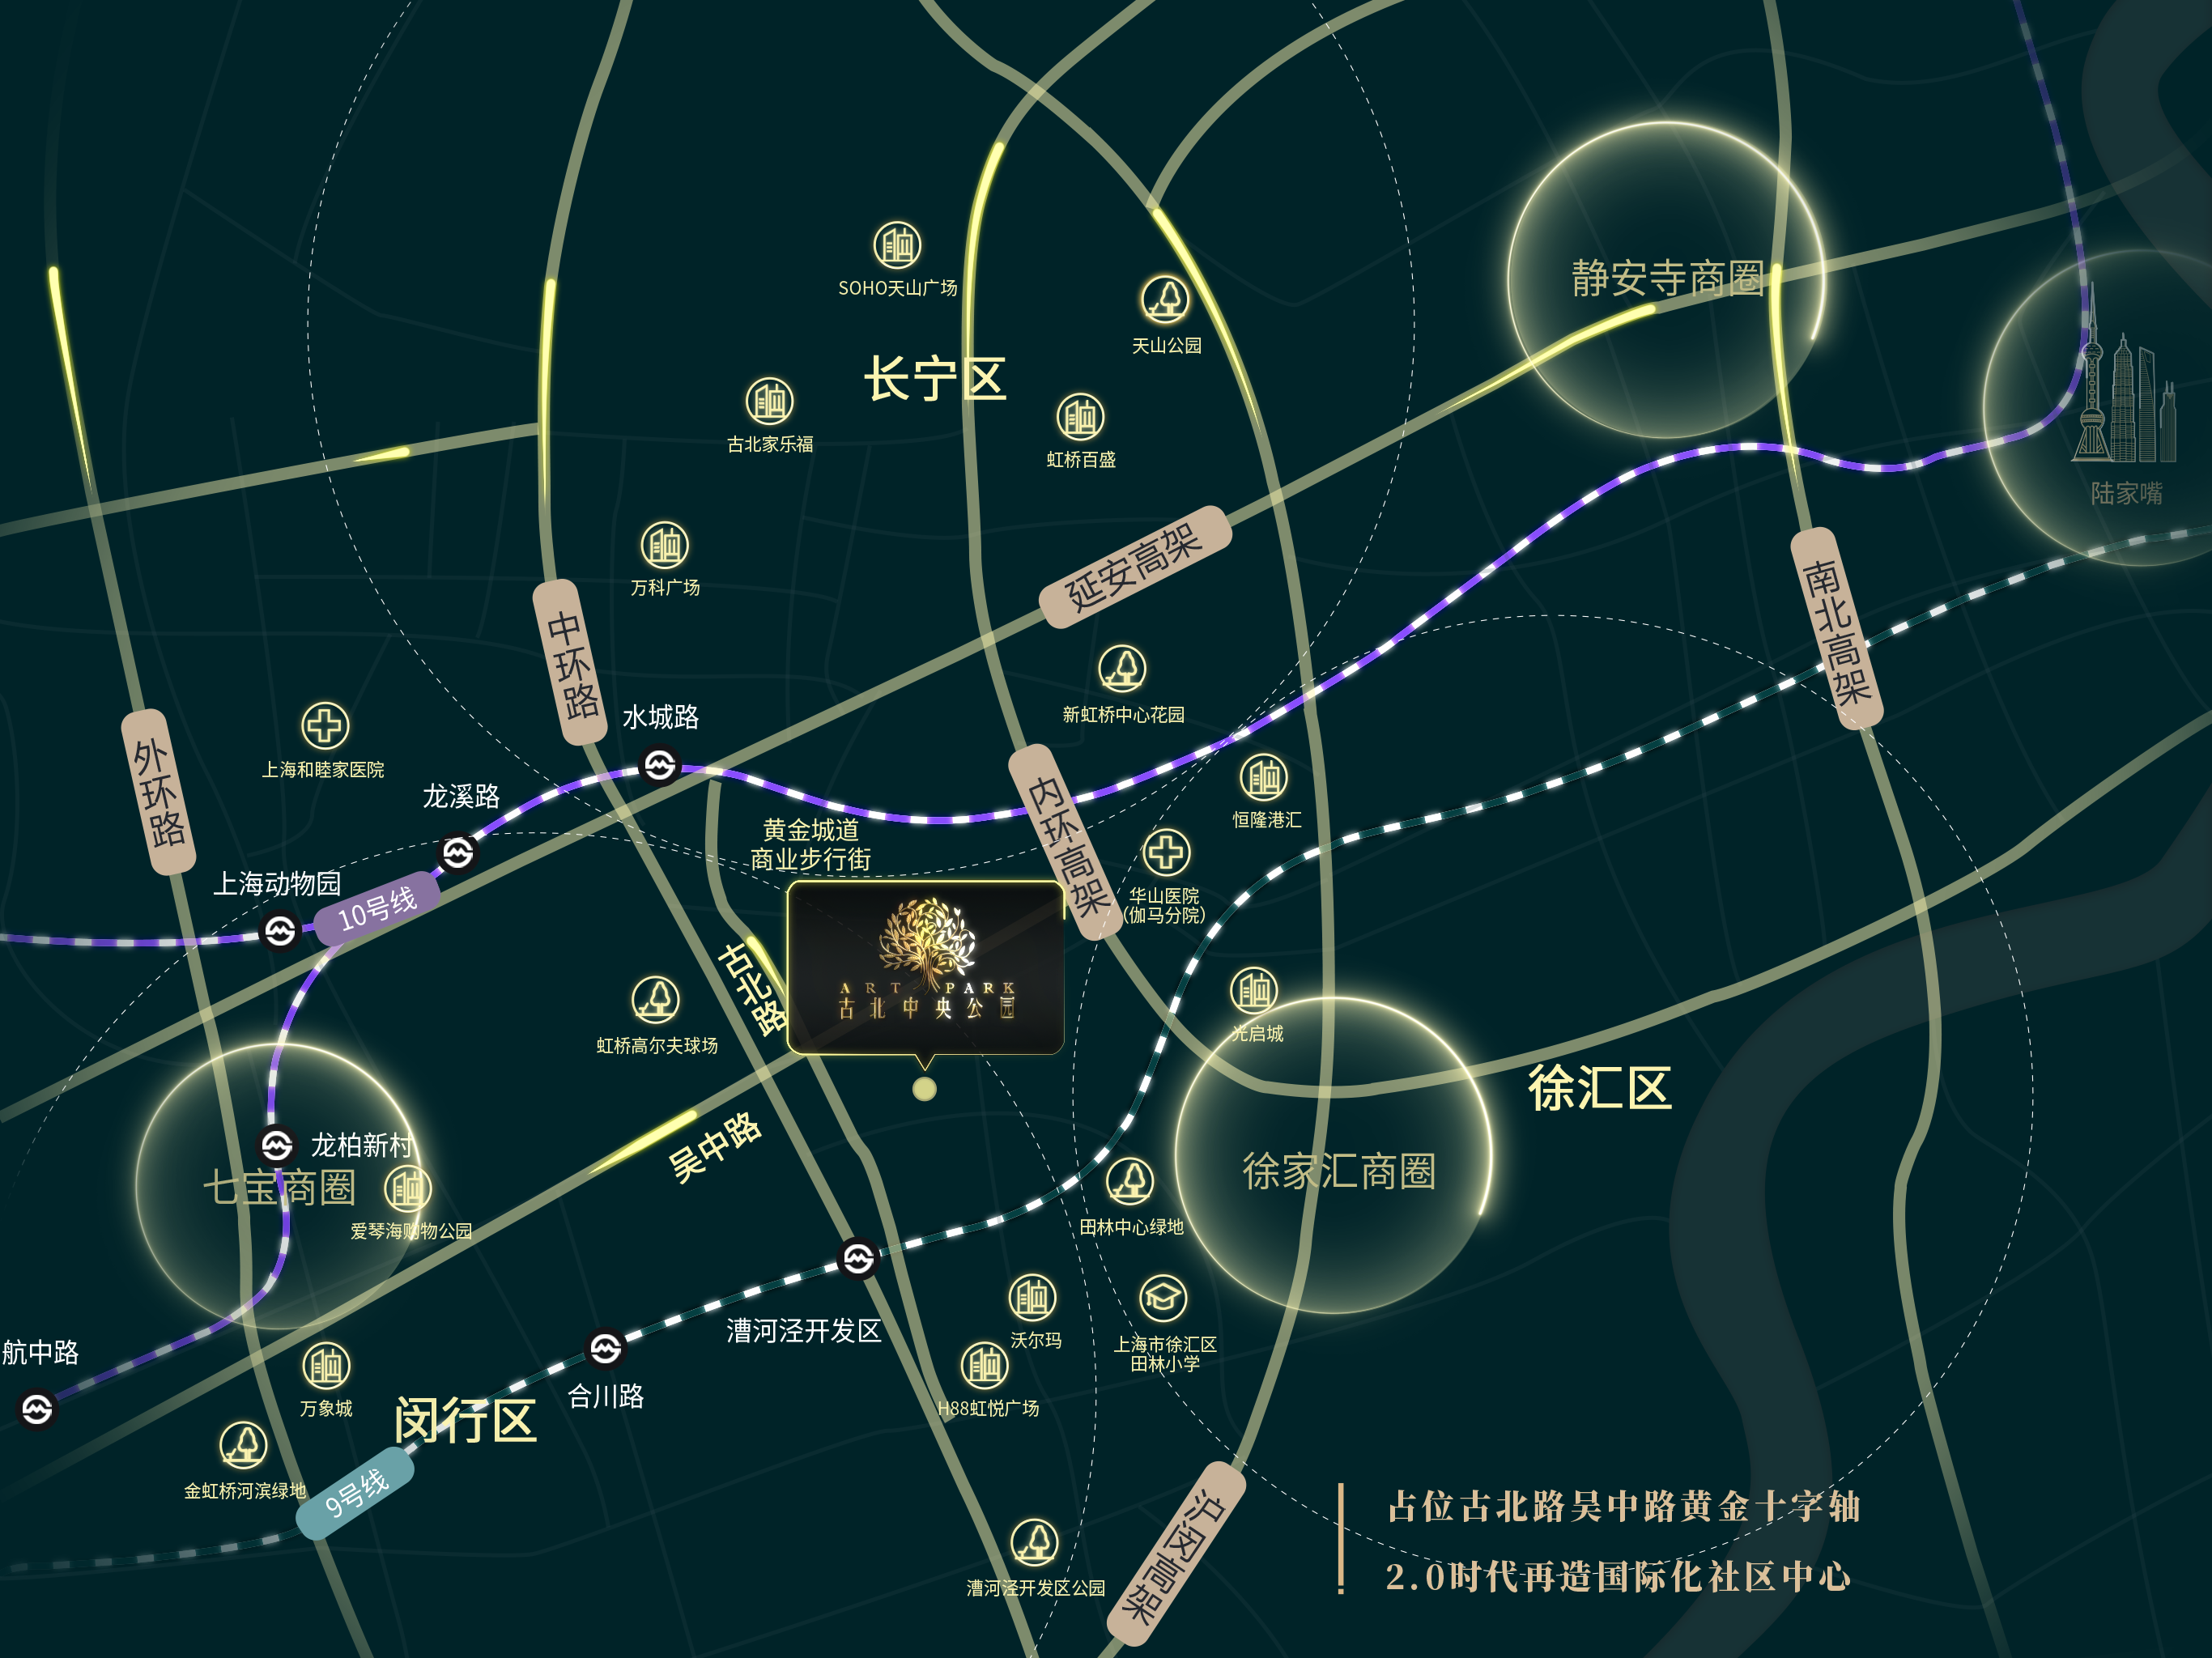 静安寺商圈
SOHO天山广场
天山公园
长宁区
古北家乐福
虹桥百盛
陆家嘴
万科广场
延安高架
南北高架
中环路
新虹桥中心花园
水城路
外环路
上海和睦家医院
龙溪路
内环高架
恒隆港汇
黄金城道
商业步行街
上海动物园
10号线
华山医院
(伽马分院)
古北路
ART PARK
古北中央公园
虹桥高尔夫球场
光启城
徐汇区
吴中路
龙柏新村
七宝商圈
徐家汇商圈
爱琴海购物公园
田林中心绿地
航中路
漕河泾开发区
沃尔玛
上海市徐汇区
田林小学
合川路
万象城
闵行区
H88虹悦广场
金虹桥河滨绿地
9号线
沪闵高架
漕河泾开发区公园
占位古北路吴中路黄金十字轴
2.0时代再造国际化社区中心